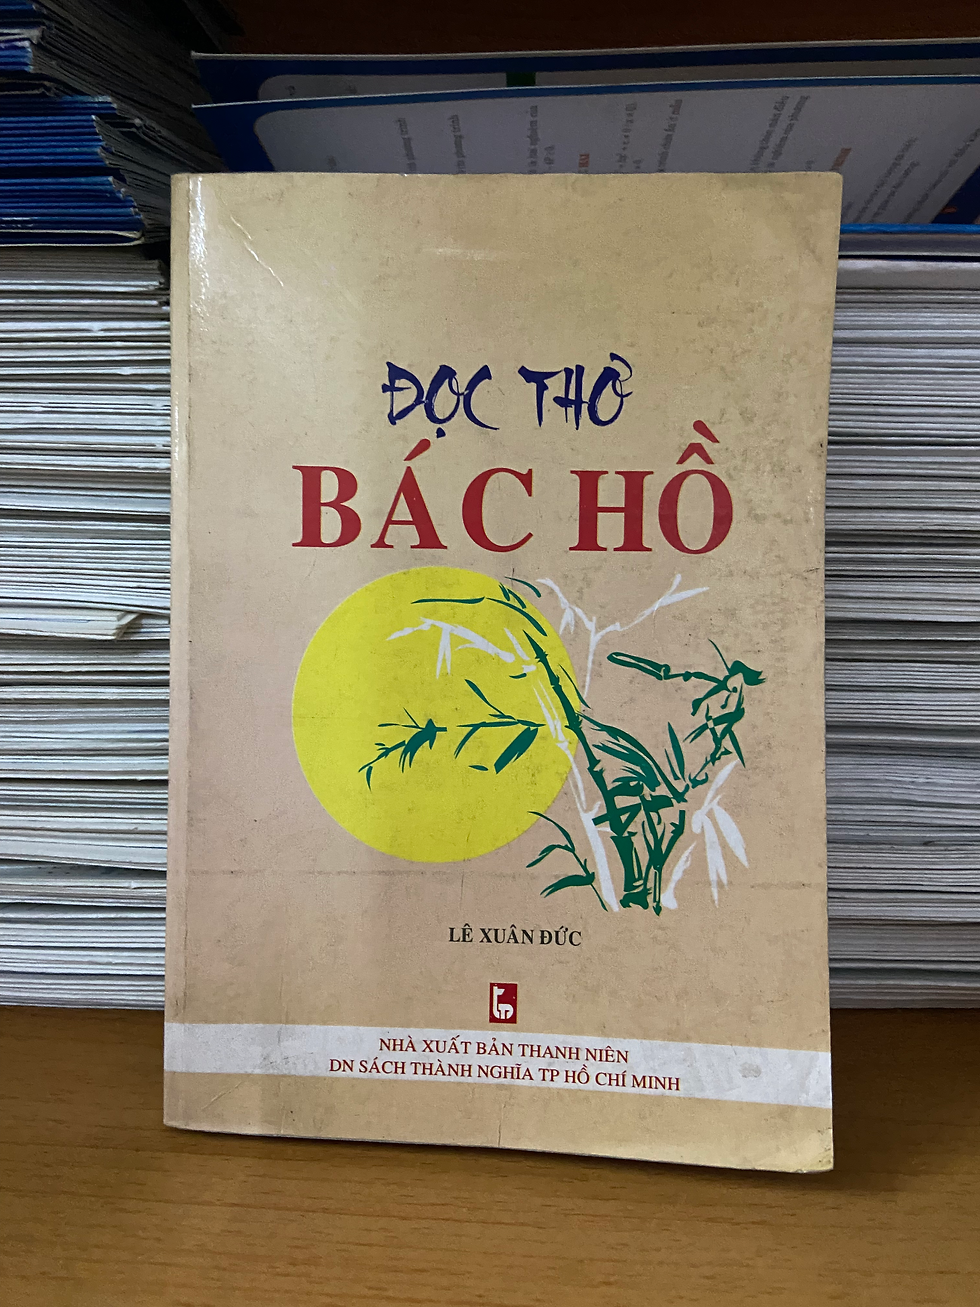 ĐỌC THƠ
BÁC HỒ
LÊ XUÂN ĐỨC
NHÀ XUẤT BẢN THANH NIÊN
DN SÁCH THÀNH NGHĨA TP HỒ CHÍ MINH